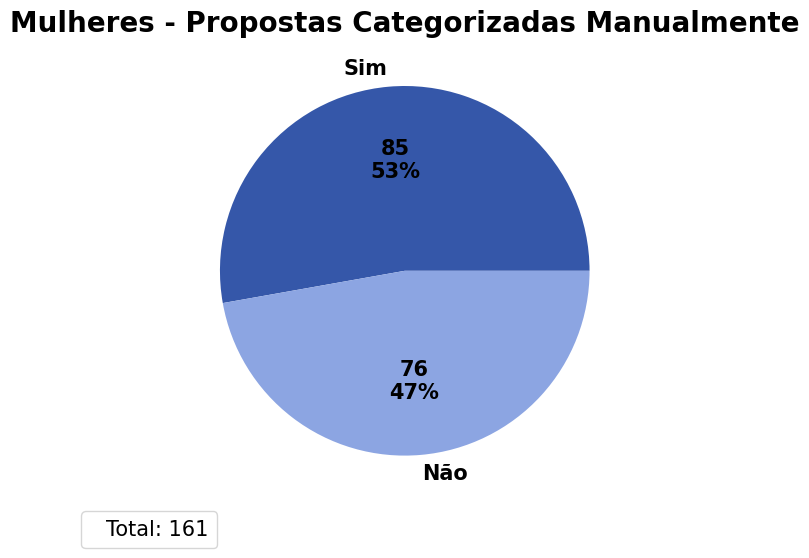 Mulheres - Propostas Categorizadas Manualmente
Sim
85
53%
76
47%
Não
Total: 161